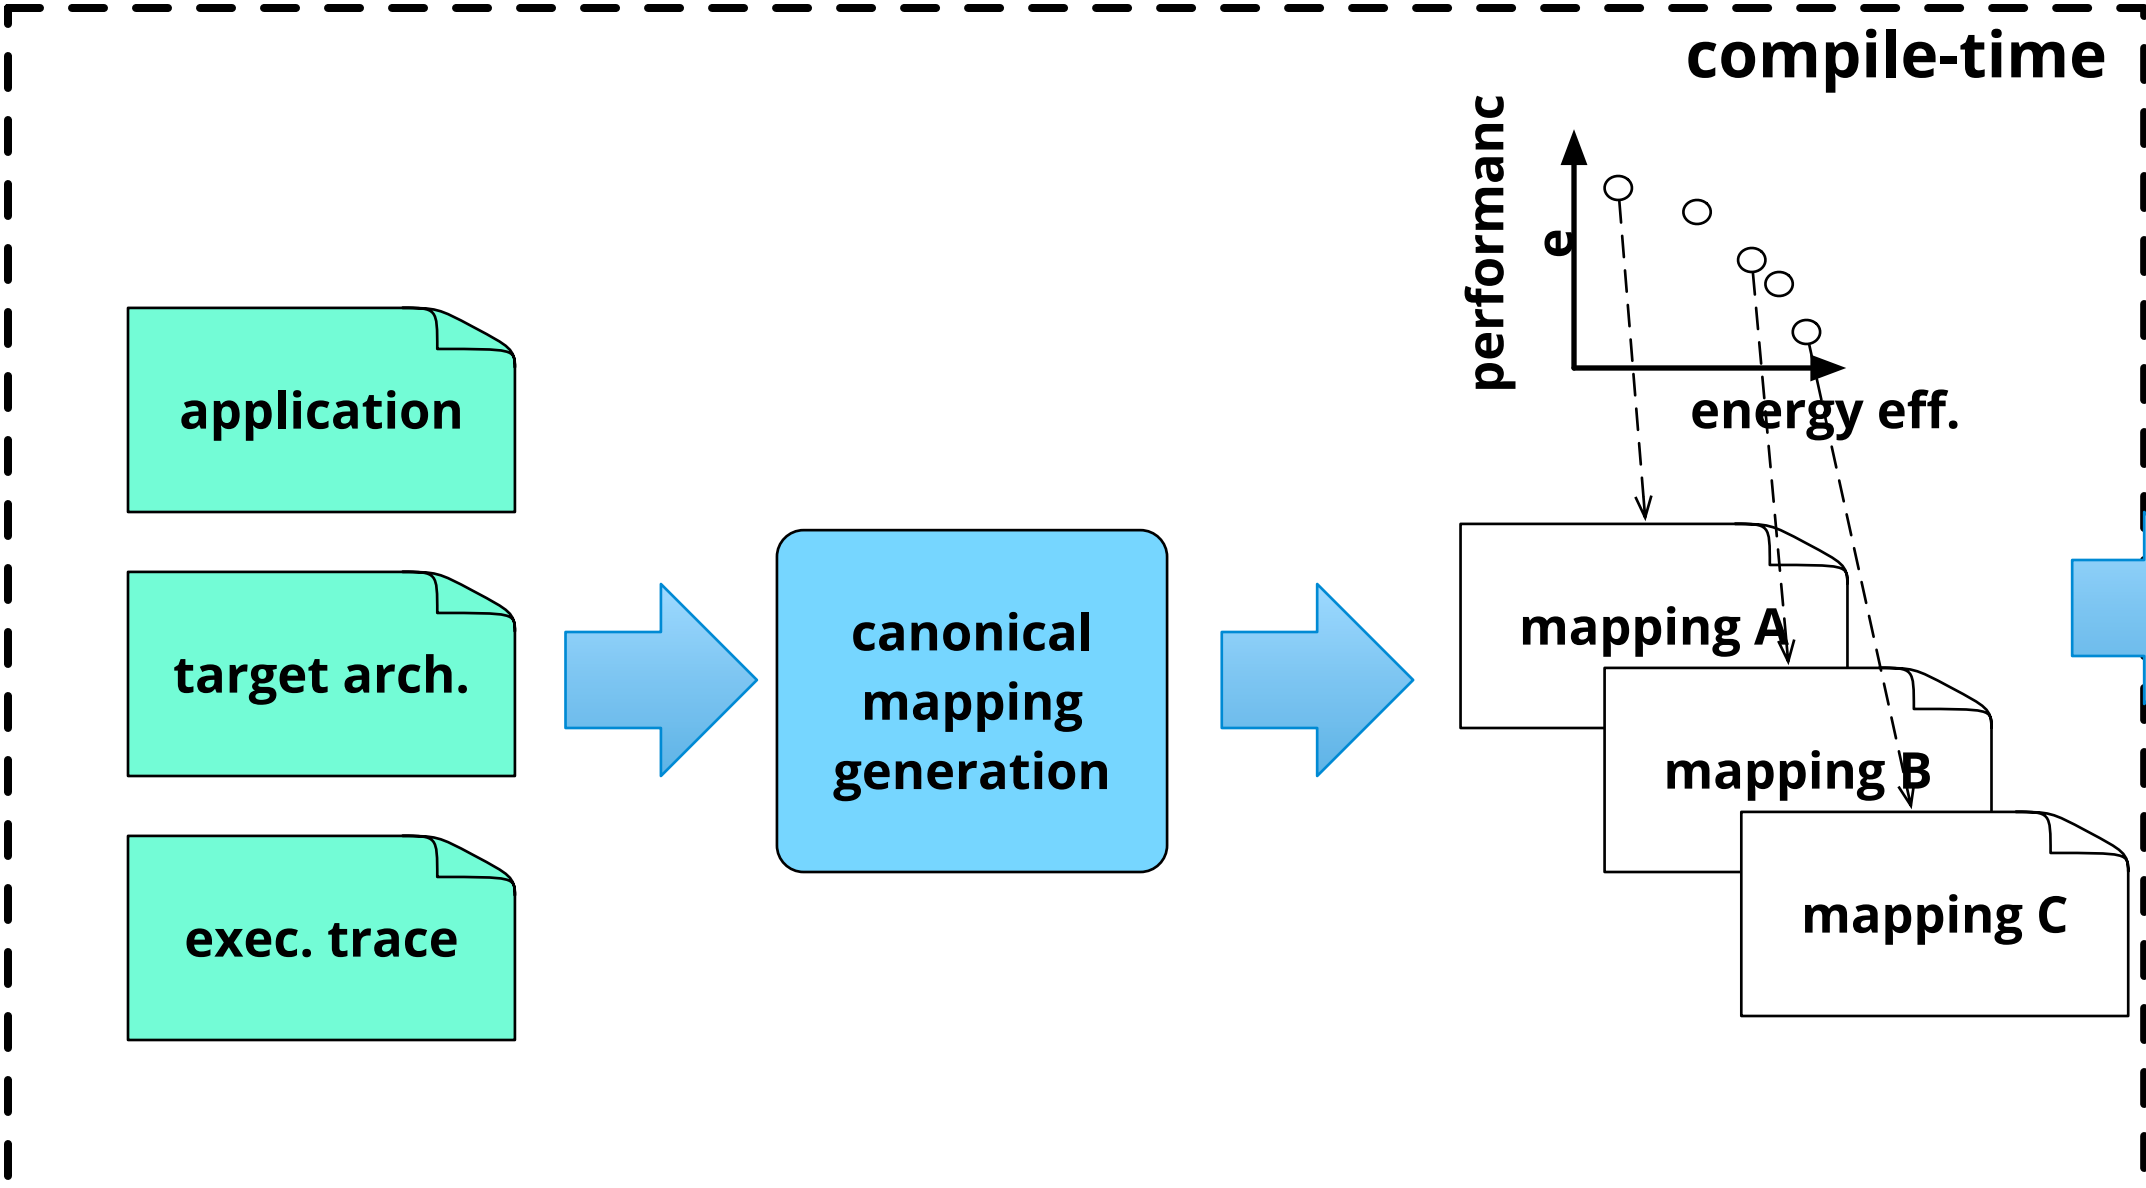 compile-time
performanc
e
energy eff.
application
target arch.
exec. trace
canonical
mapping
generation
mapping A
mapping B
mapping C